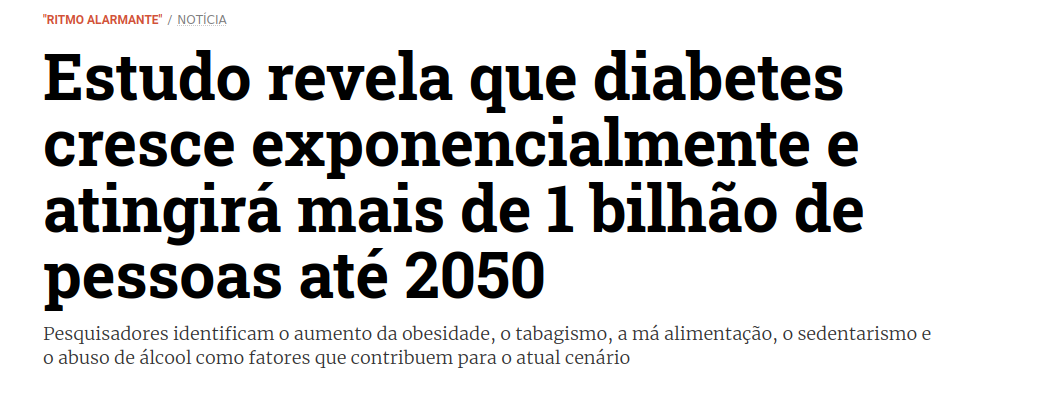 "RITMO ALARMANTE" / NOTÍCIA
Estudo revela que diabetes
cresce exponencialmente e
atingirá mais de 1 bilhão de
pessoas até 2050
Pesquisadores identificam o aumento da obesidade, o tabagismo, a má alimentação, o sedentarismo e
o abuso de álcool como fatores que contribuem para o atual cenário